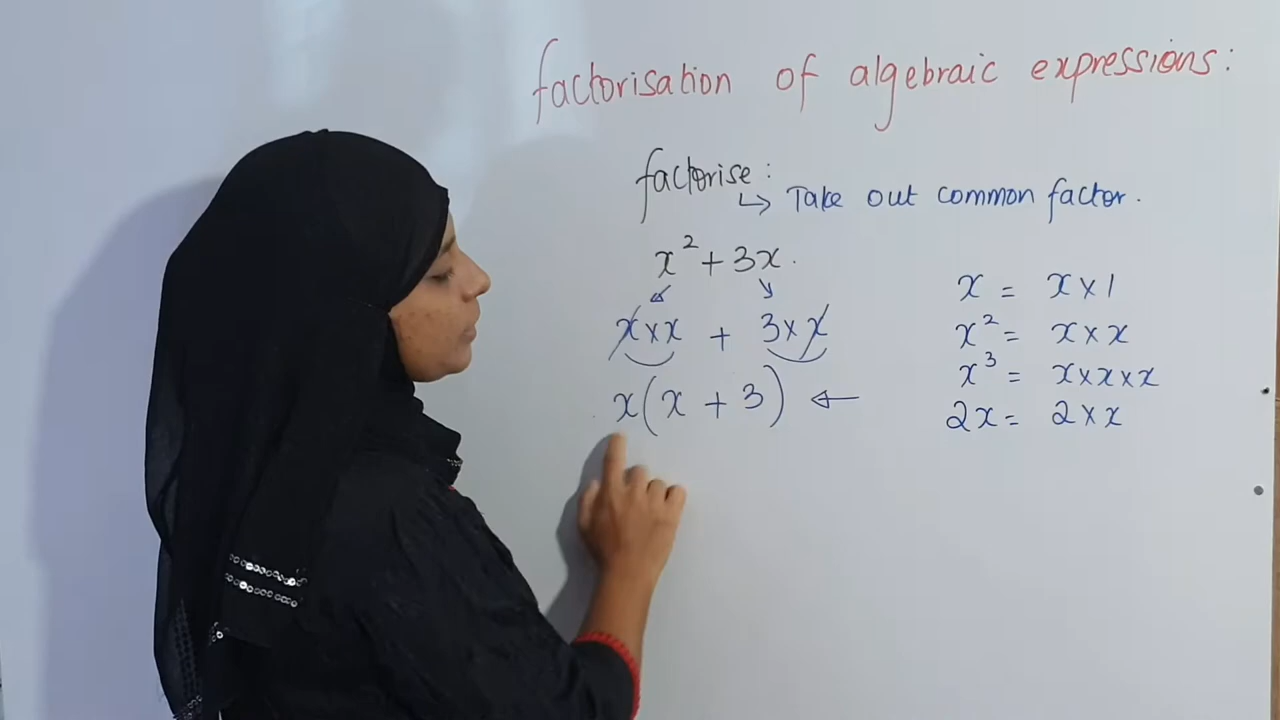 factorisation of algebraic expressions:
factorise:
↳ Take out common factor.
x² + 3x.
x × x + 3 × x
x(x + 3) ←
x = x × 1
x² = x × x
x³ = x × x × x
2x = 2 × x